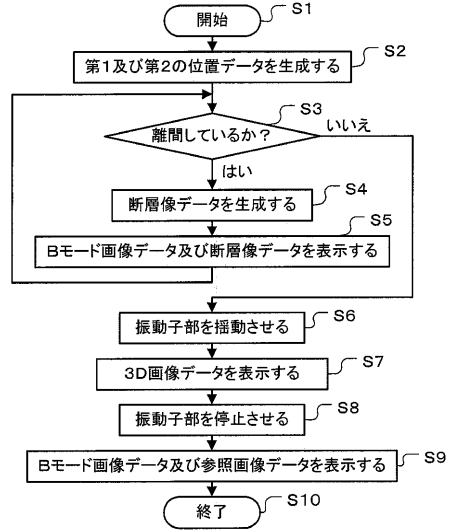 開始 S1
第1及び第2の位置データを生成する S2
離間しているか? S3
いいえ
はい
断層像データを生成する S4
Bモード画像データ及び断層像データを表示する S5
振動子部を揺動させる S6
3D画像データを表示する S7
振動子部を停止させる S8
Bモード画像データ及び参照画像データを表示する S9
終了 S10